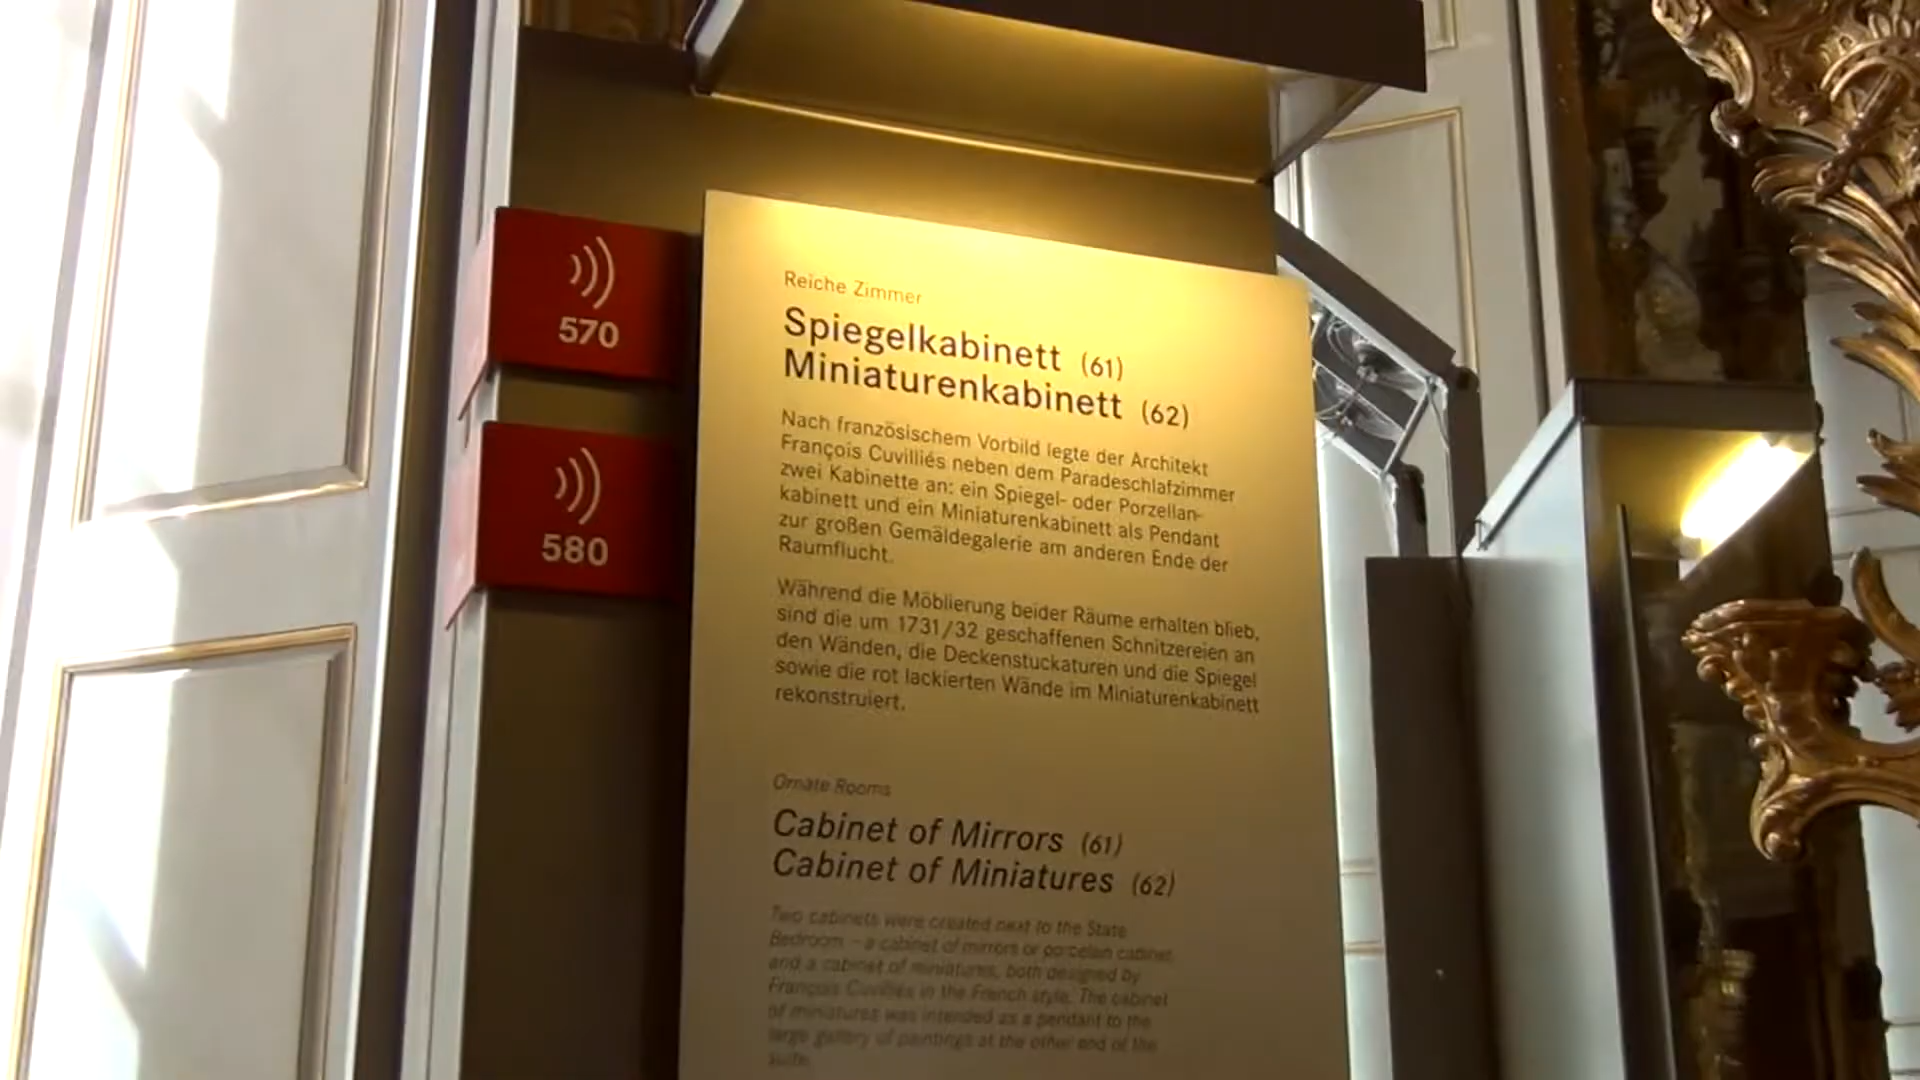 570
580
Reiche Zimmer
Spiegelkabinett (61)
Miniaturenkabinett (62)
Nach französischem Vorbild legte der Architekt
François Cuvilliés neben dem Paradeschlafzimmer
zwei Kabinette an: ein Spiegel- oder Porzellan-
kabinett und ein Miniaturenkabinett als Pendant
zur großen Gemäldegalerie am anderen Ende der
Raumflucht.
Während die Möblierung beider Räume erhalten blieb,
sind die um 1731/32 geschaffenen Schnitzereien an
den Wänden, die Deckenstuckaturen und die Spiegel
sowie die rot lackierten Wände im Miniaturenkabinett
rekonstruiert.
Ornate Rooms
Cabinet of Mirrors (61)
Cabinet of Miniatures (62)
Two cabinets were created next to the State
Bedroom – a cabinet of mirrors or porcelain cabinet
and a cabinet of miniatures, both designed by
François Cuvilliés in the French style. The cabinet
of miniatures was intended as a pendant to the
large gallery of paintings at the other end of the
suite.